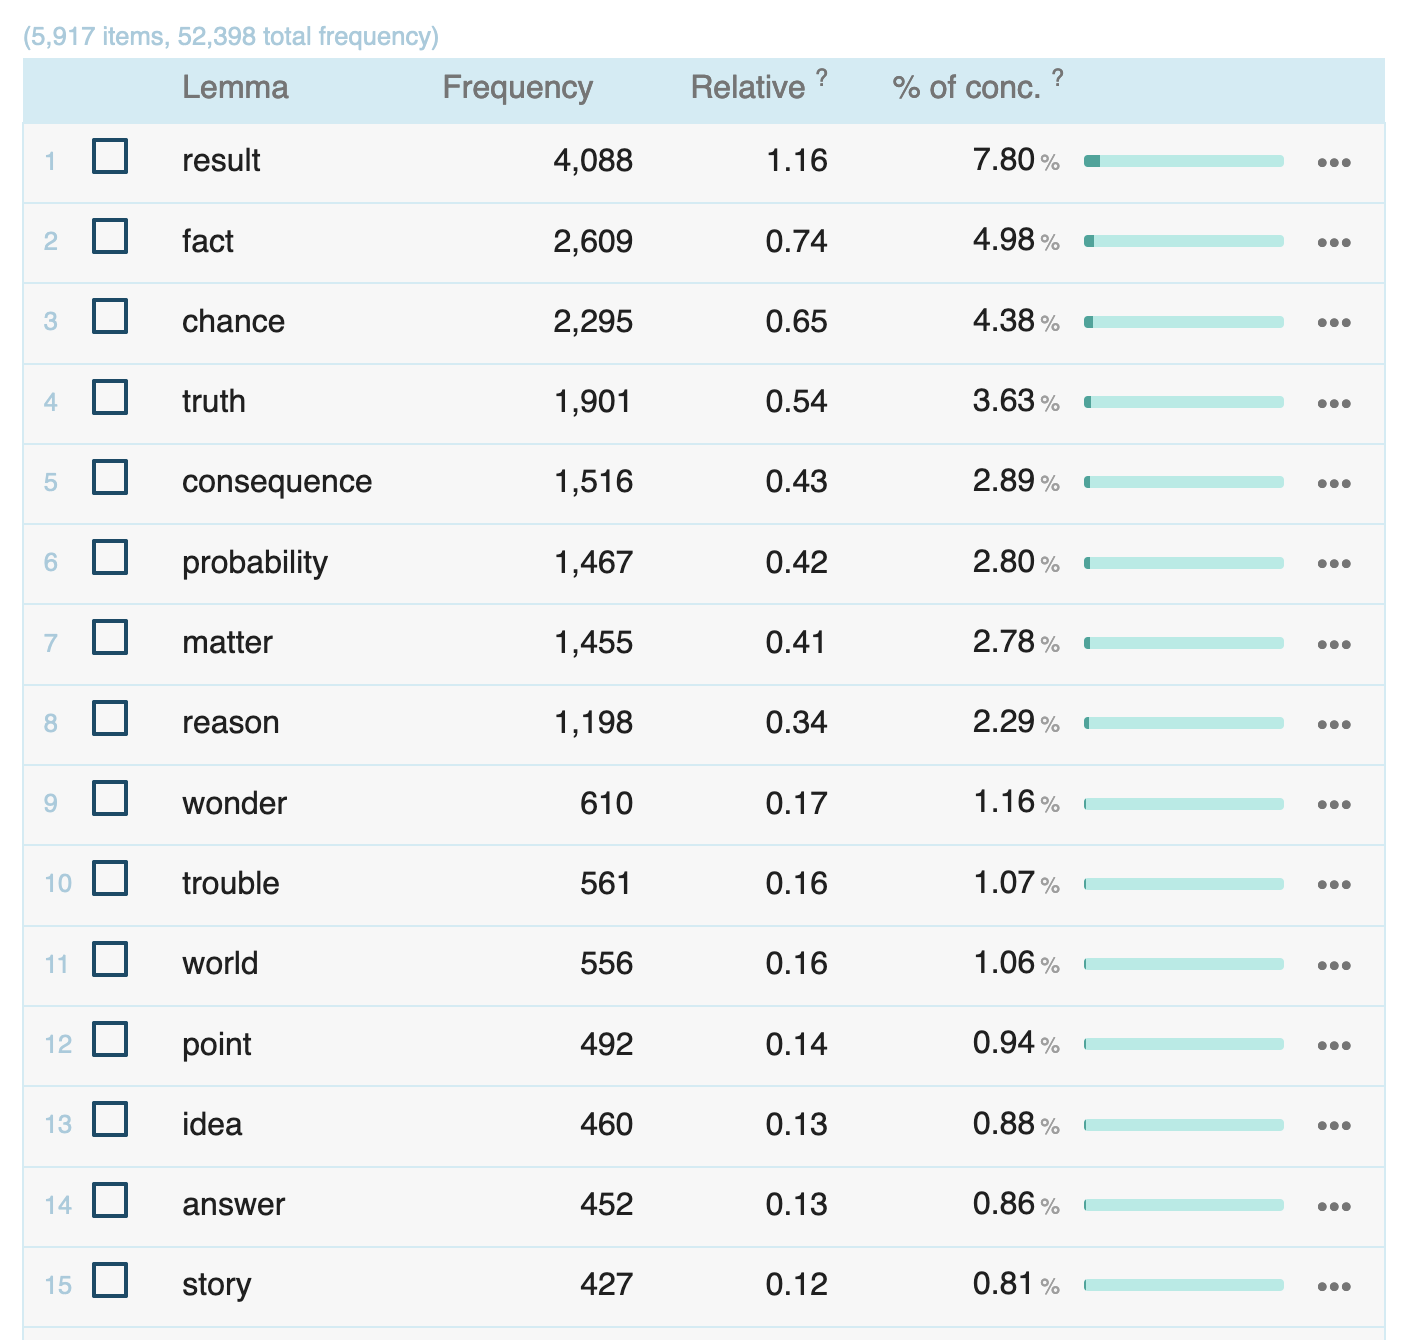 (5,917 items, 52,398 total frequency)
Lemma Frequency Relative ? % of conc. ?
1 result 4,088 1.16 7.80 %
2 fact 2,609 0.74 4.98 %
3 chance 2,295 0.65 4.38 %
4 truth 1,901 0.54 3.63 %
5 consequence 1,516 0.43 2.89 %
6 probability 1,467 0.42 2.80 %
7 matter 1,455 0.41 2.78 %
8 reason 1,198 0.34 2.29 %
9 wonder 610 0.17 1.16 %
10 trouble 561 0.16 1.07 %
11 world 556 0.16 1.06 %
12 point 492 0.14 0.94 %
13 idea 460 0.13 0.88 %
14 answer 452 0.13 0.86 %
15 story 427 0.12 0.81 %